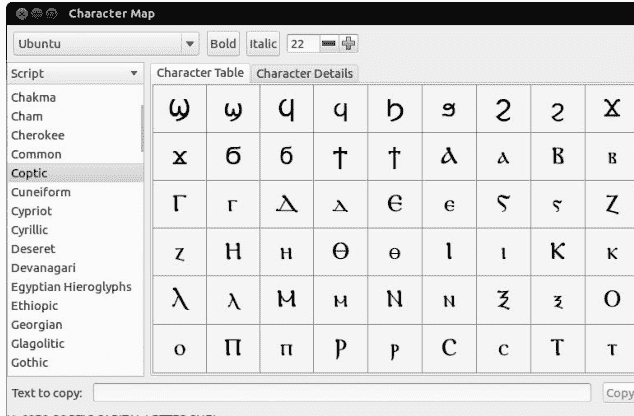 Character Map
Ubuntu Bold Italic 22
Script
Character Table Character Details
Chakma
Cham
Cherokee
Common
Coptic
Cuneiform
Cypriot
Cyrillic
Deseret
Devanagari
Egyptian Hieroglyphs
Ethiopic
Georgian
Glagolitic
Gothic
Ϣ ϣ Ϥ ϥ Ϧ ϧ Ϩ ϩ Ϫ
ϫ Ϭ ϭ Ϯ ϯ Ⲁ ⲁ Ⲃ ⲃ
Ⲅ ⲅ Ⲇ ⲇ Ⲉ ⲉ Ⲋ ⲋ Ⲍ
ⲍ Ⲏ ⲏ Ⲑ ⲑ Ⲓ ⲓ Ⲕ ⲕ
Ⲗ ⲗ Ⲙ ⲙ Ⲛ ⲛ Ⲝ ⲝ Ⲟ
ⲟ Ⲡ ⲡ Ⲣ ⲣ Ⲥ ⲥ Ⲧ ⲧ
Text to copy: Copy